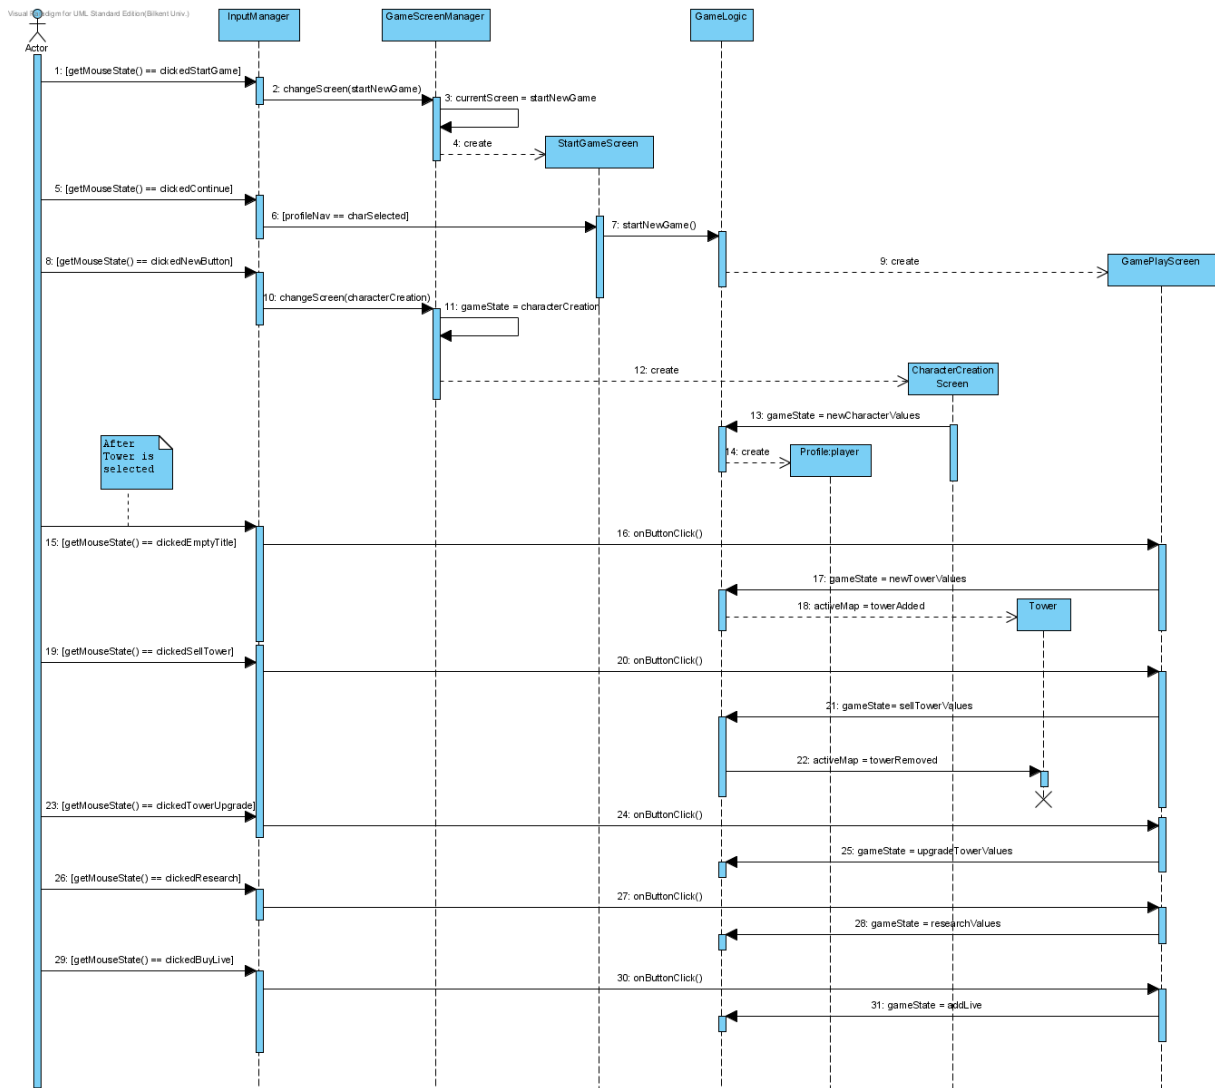 Visual Paradigm for UML Standard Edition(Bilkent Univ.)
Actor
InputManager
GameScreenManager
GameLogic
1: [getMouseState() == clickedStartGame]
2: changeScreen(startNewGame)
3: currentScreen = startNewGame
4: create
StartGameScreen
5: [getMouseState() == clickedContinue]
6: [profileNav == charSelected]
7: startNewGame()
8: [getMouseState() == clickedNewButton]
9: create
GamePlayScreen
10: changeScreen(characterCreation)
11: gameState = characterCreation
12: create
CharacterCreation
Screen
13: gameState = newCharacterValues
14: create
Profile:player
After
Tower is
selected
15: [getMouseState() == clickedEmptyTitle]
16: onButtonClick()
17: gameState = newTowerValues
18: activeMap = towerAdded
Tower
19: [getMouseState() == clickedSellTower]
20: onButtonClick()
21: gameState= sellTowerValues
22: activeMap = towerRemoved
23: [getMouseState() == clickedTowerUpgrade]
24: onButtonClick()
25: gameState = upgradeTowerValues
26: [getMouseState() == clickedResearch]
27: onButtonClick()
28: gameState = researchValues
29: [getMouseState() == clickedBuyLive]
30: onButtonClick()
31: gameState = addLive